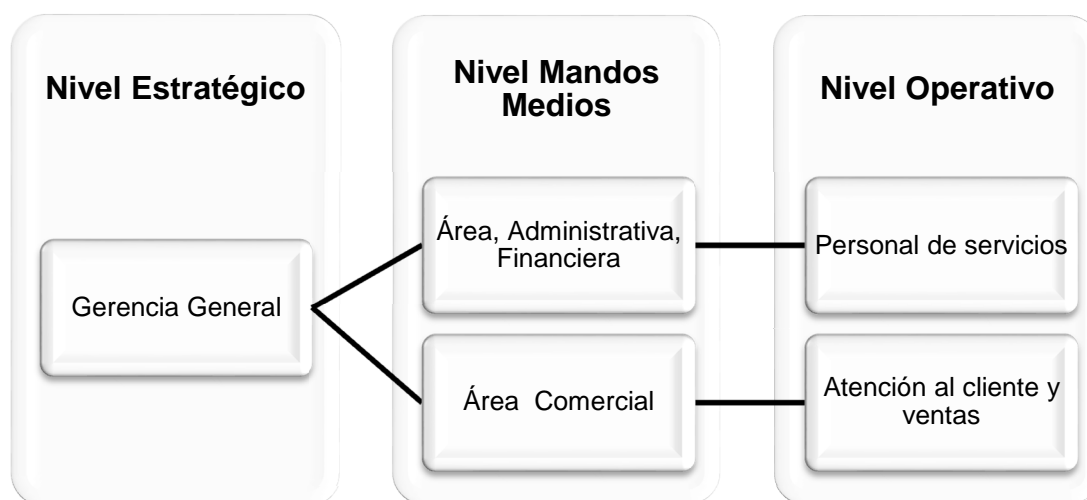 Nivel Estratégico
Gerencia General
Nivel Mandos
Medios
Área, Administrativa,
Financiera
Área Comercial
Nivel Operativo
Personal de servicios
Atención al cliente y
ventas